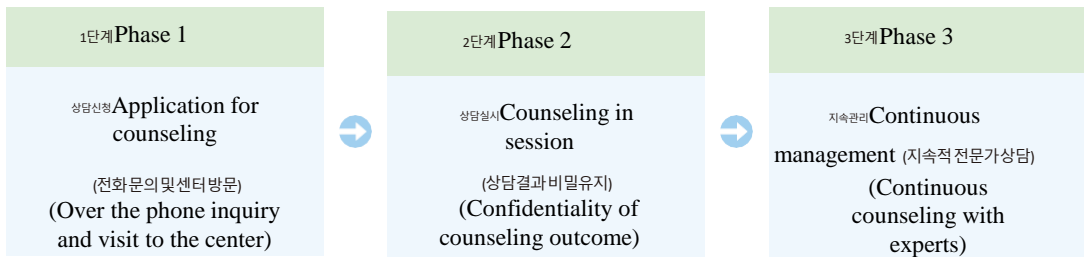 1단계Phase 1
상담신청Application for
counseling
(전화문의및센터방문)
(Over the phone inquiry
and visit to the center)
2단계Phase 2
상담실시Counseling in
session
(상담결과비밀유지)
(Confidentiality of
counseling outcome)
3단계Phase 3
지속관리Continuous
management (지속적 전문가상담)
(Continuous
counseling with
experts)